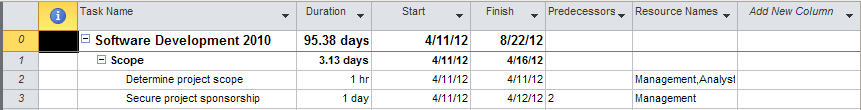 Task Name Duration Start Finish Predecessors Resource Names Add New Column
0 Software Development 2010 95.38 days 4/11/12 8/22/12
1 Scope 3.13 days 4/11/12 4/16/12
2 Determine project scope 1 hr 4/11/12 4/11/12 Management,Analyst
3 Secure project sponsorship 1 day 4/11/12 4/12/12 2 Management